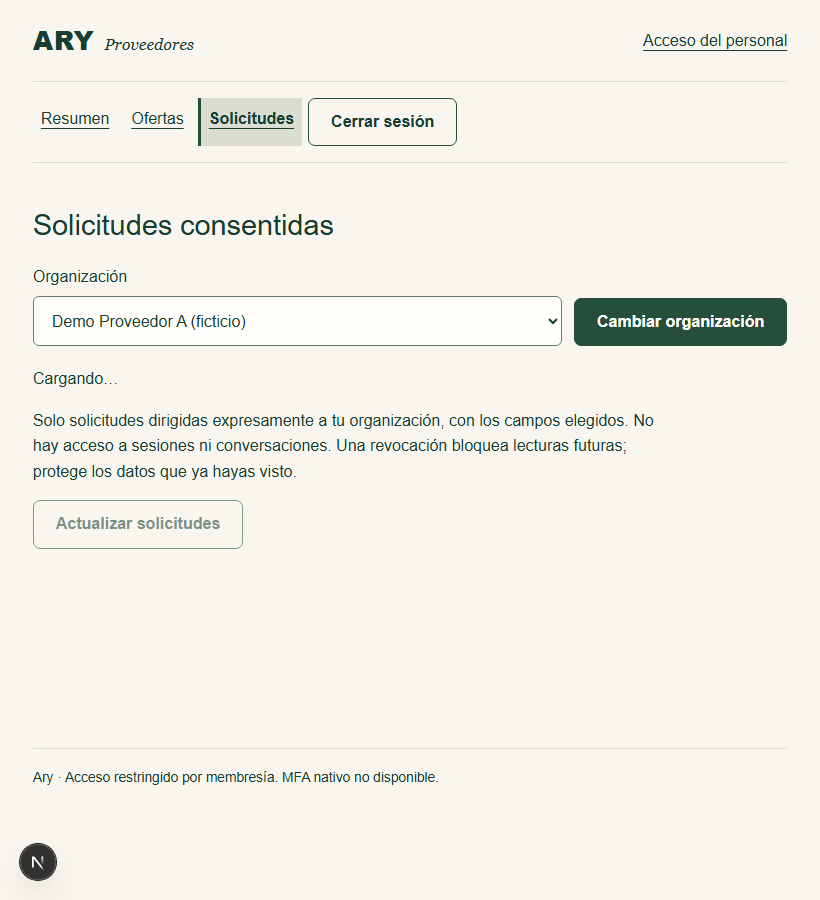 ARY Proveedores
Acceso del personal
Resumen
Ofertas
Solicitudes
Cerrar sesión
Solicitudes consentidas
Organización
Demo Proveedor A (ficticio)
Cambiar organización
Cargando...
Solo solicitudes dirigidas expresamente a tu organización, con los campos elegidos. No
hay acceso a sesiones ni conversaciones. Una revocación bloquea lecturas futuras;
protege los datos que ya hayas visto.
Actualizar solicitudes
Ary · Acceso restringido por membresía. MFA nativo no disponible.
N